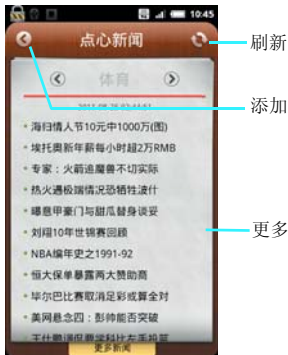 10:45
点心新闻
刷新
体育
添加
海归情人节10元中1000万(图)
埃托奥新年薪每小时超2万RMB
专家：火箭追魔兽不切实际
热火遇极端情况恐牺牲波什
曝意甲豪门与甜瓜替身谈妥
更多
刘翔10年世锦赛回顾
NBA编年史之1991-92
恒大保单暴露两大赞助商
毕尔巴比赛取消足彩或算全对
美网悬念四：彭帅能否突破
更多新闻